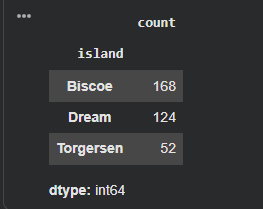 count
island
Biscoe 168
Dream 124
Torgersen 52
dtype: int64